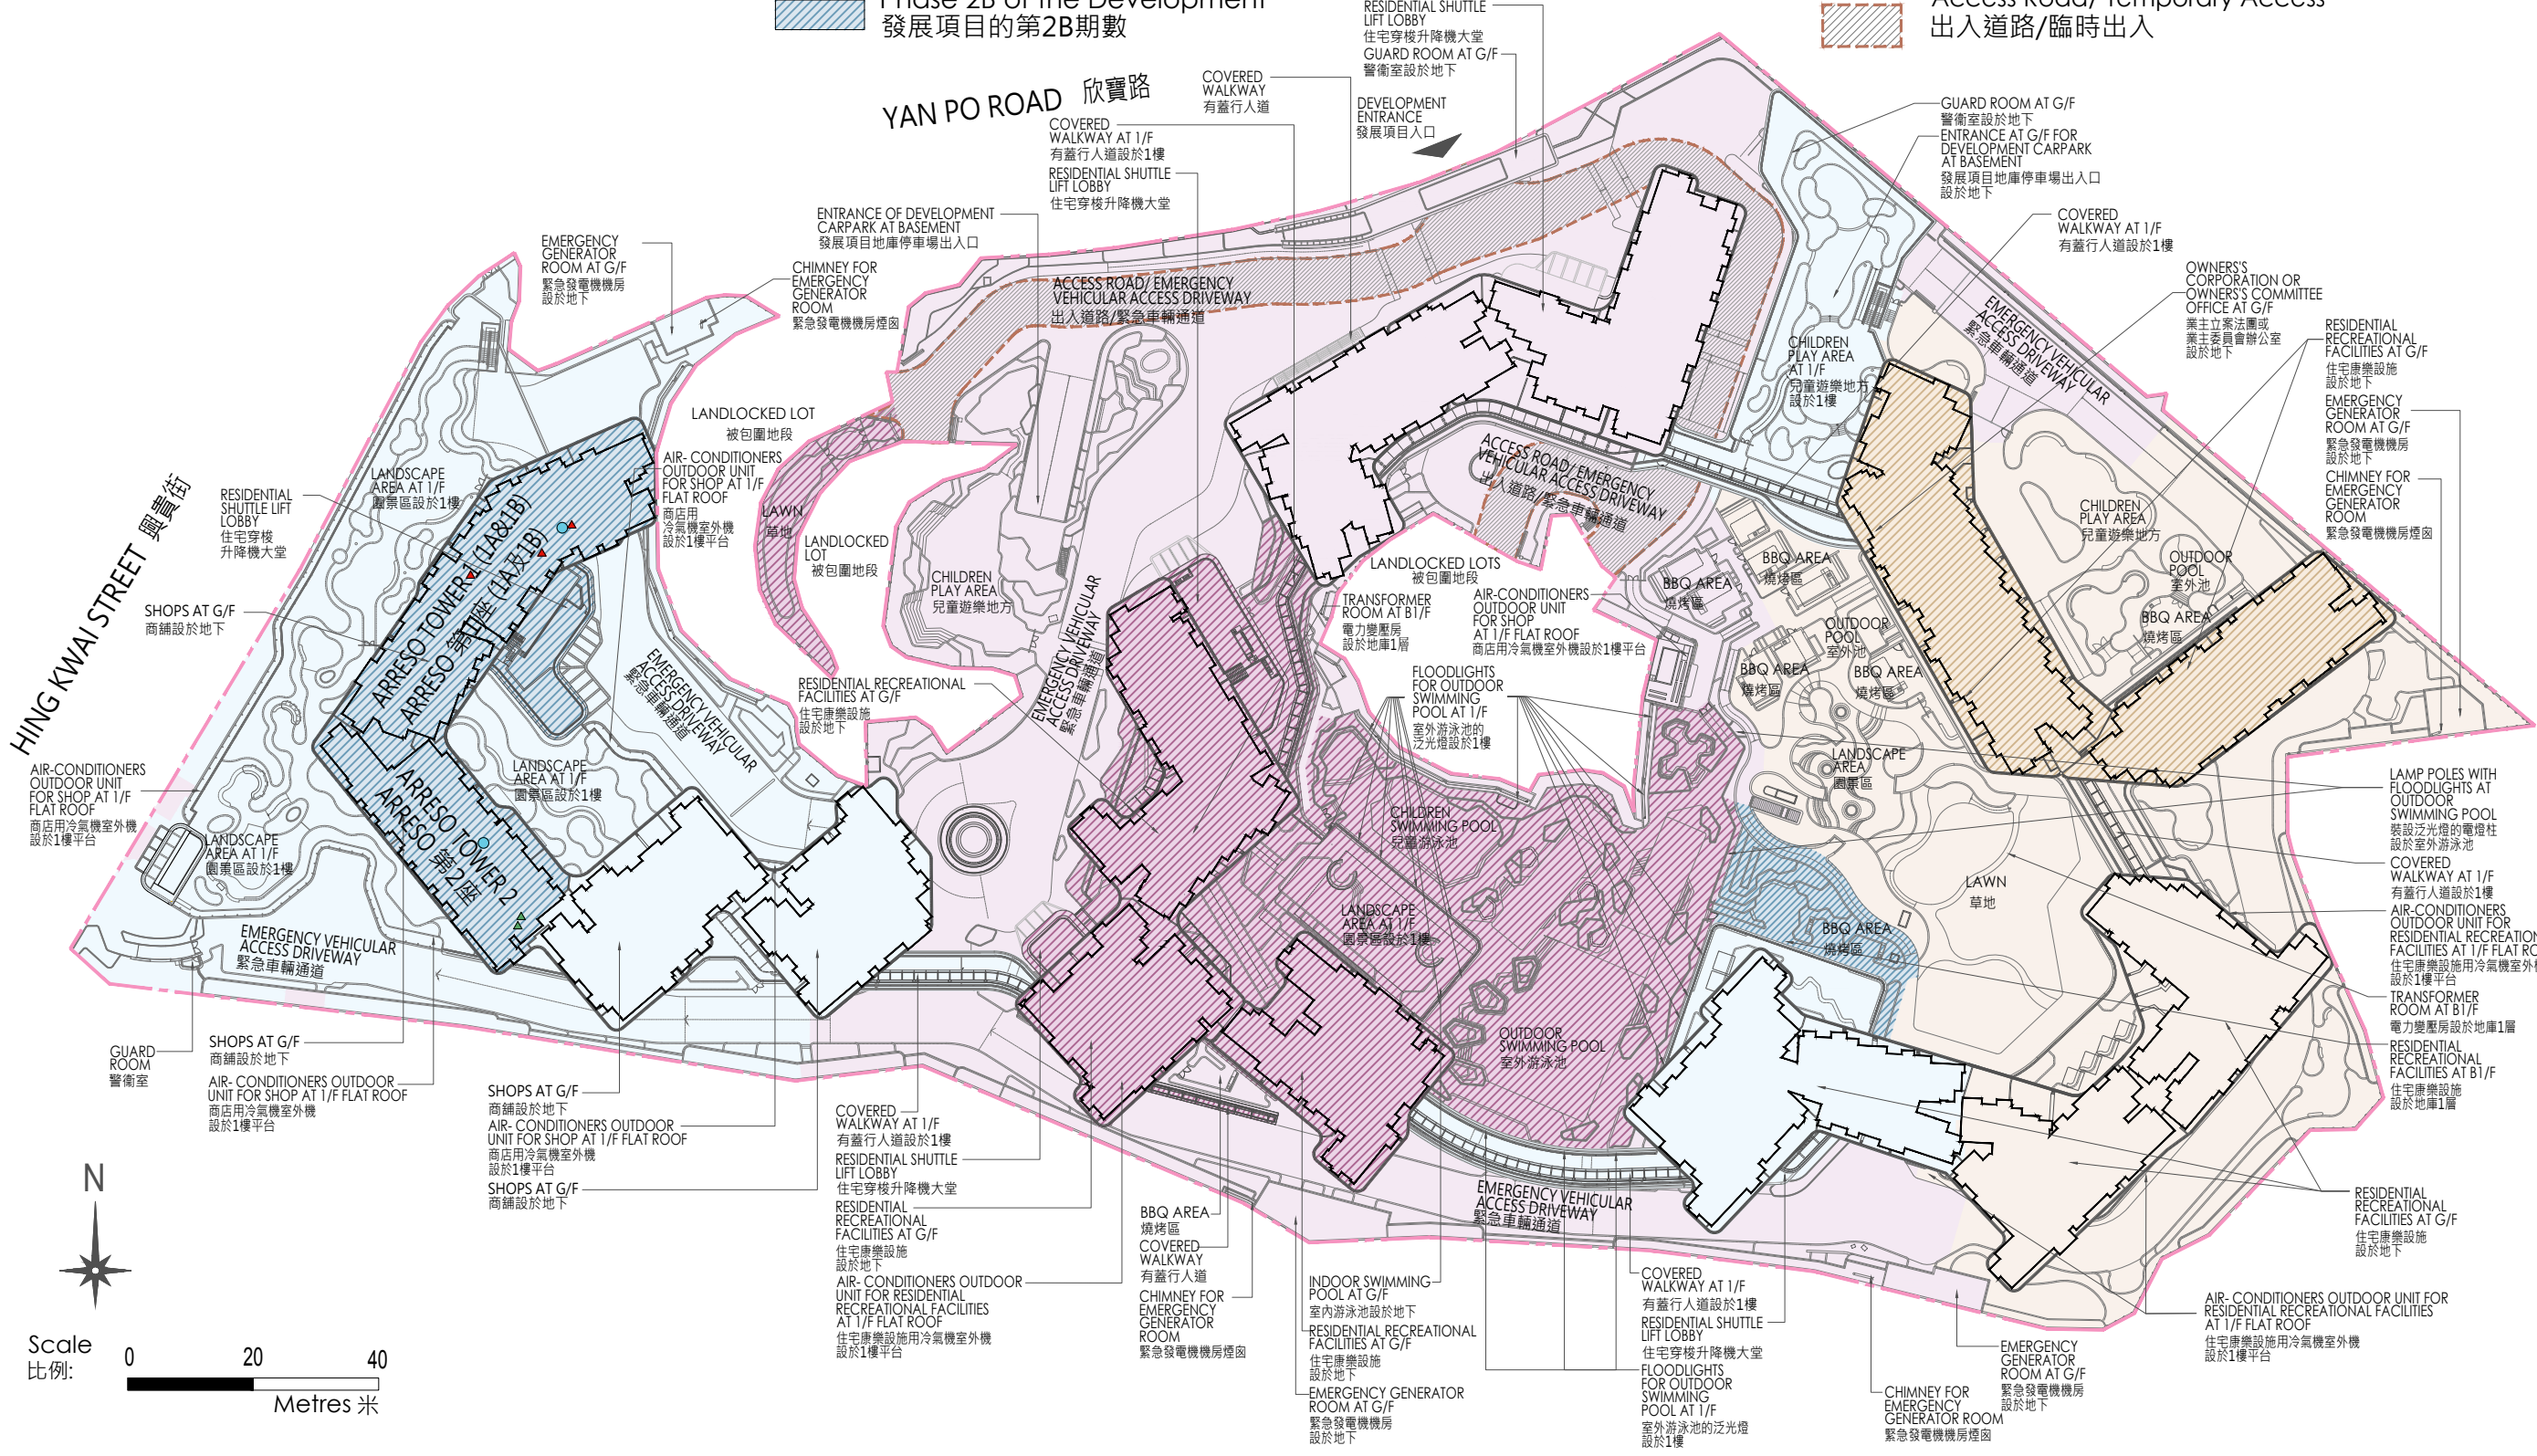 Phase 2B of the Development
發展項目的第2B期數
Access Road/ Temporary Access
出入道路/臨時出入
YAN PO ROAD 欣寶路
HING KWAI STREET 興貴街
RESIDENTIAL SHUTTLE
LIFT LOBBY
住宅穿梭升降機大堂
GUARD ROOM AT G/F
警衞室設於地下
DEVELOPMENT
ENTRANCE
發展項目入口
COVERED
WALKWAY
有蓋行人道
COVERED
WALKWAY AT 1/F
有蓋行人道設於1樓
RESIDENTIAL SHUTTLE
LIFT LOBBY
住宅穿梭升降機大堂
ENTRANCE OF DEVELOPMENT
CARPARK AT BASEMENT
發展項目地庫停車場出入口
EMERGENCY
GENERATOR
ROOM AT G/F
緊急發電機機房
設於地下
CHIMNEY FOR
EMERGENCY
GENERATOR
ROOM
緊急發電機機房煙囪
GUARD ROOM AT G/F
警衞室設於地下
ENTRANCE AT G/F FOR
DEVELOPMENT CARPARK
AT BASEMENT
發展項目地庫停車場出入口
設於地下
COVERED
WALKWAY AT 1/F
有蓋行人道設於1樓
OWNERS'S
CORPORATION OR
OWNERS'S COMMITTEE
OFFICE AT G/F
業主立案法團或
業主委員會辦公室
設於地下
RESIDENTIAL
RECREATIONAL
FACILITIES AT G/F
住宅康樂設施
設於地下
EMERGENCY
GENERATOR
ROOM AT G/F
緊急發電機機房
設於地下
CHIMNEY FOR
EMERGENCY
GENERATOR
ROOM
緊急發電機機房煙囪
ACCESS ROAD/ EMERGENCY
VEHICULAR ACCESS DRIVEWAY
出入道路/緊急車輛通道
EMERGENCY VEHICULAR
ACCESS DRIVEWAY
緊急車輛通道
CHILDREN
PLAY AREA
AT 1/F
兒童遊樂地方
設於1樓
LANDLOCKED LOT
被包圍地段
LAWN
草地
LANDLOCKED
LOT
被包圍地段
CHILDREN
PLAY AREA
兒童遊樂地方
AIR- CONDITIONERS
OUTDOOR UNIT
FOR SHOP AT 1/F
FLAT ROOF
商店用
冷氣機室外機
設於1樓平台
LANDSCAPE
AREA AT 1/F
園景區設於1樓
RESIDENTIAL
SHUTTLE LIFT
LOBBY
住宅穿梭
升降機大堂
SHOPS AT G/F
商舖設於地下
ARRESO TOWER 1 (1A&1B)
ARRESO 第1座 (1A及1B)
ARRESO TOWER 2
ARRESO 第2座
ACCESS ROAD/ EMERGENCY
VEHICULAR ACCESS DRIVEWAY
出入道路/緊急車輛通道
LANDLOCKED LOTS
被包圍地段
TRANSFORMER
ROOM AT B1/F
電力變壓房
設於地庫1層
AIR-CONDITIONERS
OUTDOOR UNIT
FOR SHOP
AT 1/F FLAT ROOF
商店用冷氣機室外機設於1樓平台
BBQ AREA
燒烤區
BBQ AREA
燒烤區
CHILDREN
PLAY AREA
兒童遊樂地方
OUTDOOR
POOL
室外池
BBQ AREA
燒烤區
OUTDOOR
POOL
室外池
BBQ AREA
燒烤區
BBQ AREA
燒烤區
EMERGENCY VEHICULAR
ACCESS DRIVEWAY
緊急車輛通道
EMERGENCY VEHICULAR
ACCESS DRIVEWAY
緊急車輛通道
RESIDENTIAL RECREATIONAL
FACILITIES AT G/F
住宅康樂設施
設於地下
FLOODLIGHTS
FOR OUTDOOR
SWIMMING
POOL AT 1/F
室外游泳池的
泛光燈設於1樓
LANDSCAPE
AREA
園景區
AIR-CONDITIONERS
OUTDOOR UNIT
FOR SHOP AT 1/F
FLAT ROOF
商店用冷氣機室外機
設於1樓平台
LANDSCAPE
AREA AT 1/F
園景區設於1樓
LANDSCAPE
AREA AT 1/F
園景區設於1樓
CHILDREN
SWIMMING POOL
兒童游泳池
LANDSCAPE
AREA AT 1/F
園景區設於1樓
LAWN
草地
BBQ AREA
燒烤區
LAMP POLES WITH
FLOODLIGHTS AT
OUTDOOR
SWIMMING POOL
裝設泛光燈的電燈柱
設於室外游泳池
COVERED
WALKWAY AT 1/F
有蓋行人道設於1樓
AIR-CONDITIONERS
OUTDOOR UNIT FOR
RESIDENTIAL RECREATION
FACILITIES AT 1/F FLAT RO
住宅康樂設施用冷氣機室外機
設於1樓平台
TRANSFORMER
ROOM AT B1/F
電力變壓房設於地庫1層
RESIDENTIAL
RECREATIONAL
FACILITIES AT B1/F
住宅康樂設施
設於地庫1層
EMERGENCY VEHICULAR
ACCESS DRIVEWAY
緊急車輛通道
OUTDOOR
SWIMMING POOL
室外游泳池
GUARD
ROOM
警衞室
SHOPS AT G/F
商舖設於地下
AIR- CONDITIONERS OUTDOOR
UNIT FOR SHOP AT 1/F FLAT ROOF
商店用冷氣機室外機
設於1樓平台
SHOPS AT G/F
商舖設於地下
AIR- CONDITIONERS OUTDOOR
UNIT FOR SHOP AT 1/F FLAT ROOF
商店用冷氣機室外機
設於1樓平台
SHOPS AT G/F
商舖設於地下
COVERED
WALKWAY AT 1/F
有蓋行人道設於1樓
RESIDENTIAL SHUTTLE
LIFT LOBBY
住宅穿梭升降機大堂
RESIDENTIAL
RECREATIONAL
FACILITIES AT G/F
住宅康樂設施
設於地下
AIR- CONDITIONERS OUTDOOR
UNIT FOR RESIDENTIAL
RECREATIONAL FACILITIES
AT 1/F FLAT ROOF
住宅康樂設施用冷氣機室外機
設於1樓平台
BBQ AREA
燒烤區
COVERED
WALKWAY
有蓋行人道
CHIMNEY FOR
EMERGENCY
GENERATOR
ROOM
緊急發電機機房煙囪
EMERGENCY VEHICULAR
ACCESS DRIVEWAY
緊急車輛通道
INDOOR SWIMMING
POOL AT G/F
室內游泳池設於地下
RESIDENTIAL RECREATIONAL
FACILITIES AT G/F
住宅康樂設施
設於地下
EMERGENCY GENERATOR
ROOM AT G/F
緊急發電機機房
設於地下
COVERED
WALKWAY AT 1/F
有蓋行人道設於1樓
RESIDENTIAL SHUTTLE
LIFT LOBBY
住宅穿梭升降機大堂
FLOODLIGHTS
FOR OUTDOOR
SWIMMING
POOL AT 1/F
室外游泳池的泛光燈
設於1樓
CHIMNEY FOR
EMERGENCY
GENERATOR ROOM
緊急發電機機房煙囪
EMERGENCY
GENERATOR
ROOM AT G/F
緊急發電機機房
設於地下
RESIDENTIAL
RECREATIONAL
FACILITIES AT G/F
住宅康樂設施
設於地下
AIR- CONDITIONERS OUTDOOR UNIT FOR
RESIDENTIAL RECREATIONAL FACILITIES
AT 1/F FLAT ROOF
住宅康樂設施用冷氣機室外機
設於1樓平台
N
Scale
比例:
0 20 40
Metres 米